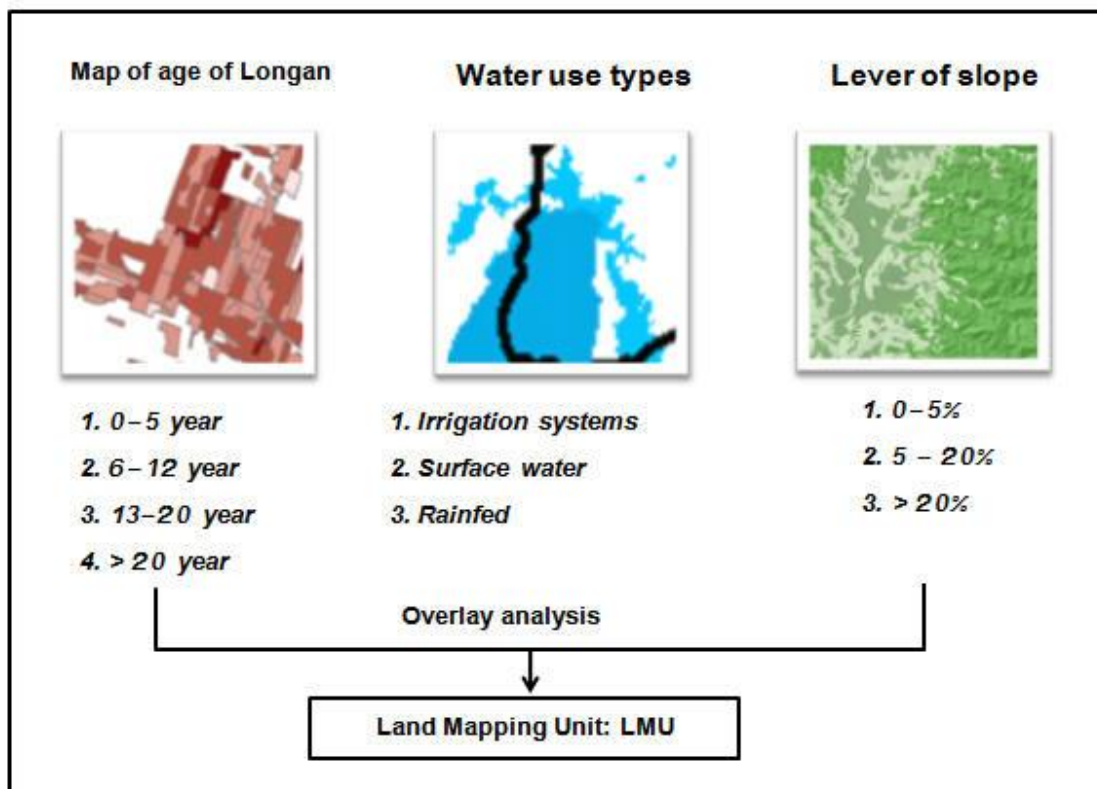 Map of age of Longan
Water use types
Lever of slope
1. 0–5 year
2. 6–12 year
3. 13–20 year
4. > 20 year
1. Irrigation systems
2. Surface water
3. Rainfed
1. 0–5%
2. 5 – 20%
3. > 20%
Overlay analysis
Land Mapping Unit: LMU